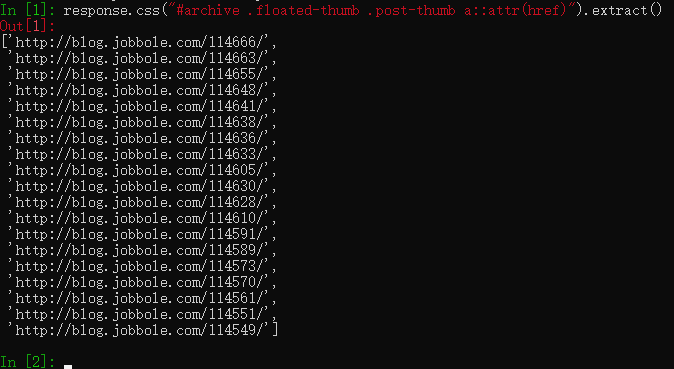 In [1]: response.css("#archive .floated-thumb .post-thumb a::attr(href)").extract()
Out[1]:
['http://blog.jobbole.com/114666/',
 'http://blog.jobbole.com/114663/',
 'http://blog.jobbole.com/114655/',
 'http://blog.jobbole.com/114648/',
 'http://blog.jobbole.com/114641/',
 'http://blog.jobbole.com/114638/',
 'http://blog.jobbole.com/114636/',
 'http://blog.jobbole.com/114633/',
 'http://blog.jobbole.com/114605/',
 'http://blog.jobbole.com/114630/',
 'http://blog.jobbole.com/114628/',
 'http://blog.jobbole.com/114610/',
 'http://blog.jobbole.com/114591/',
 'http://blog.jobbole.com/114589/',
 'http://blog.jobbole.com/114573/',
 'http://blog.jobbole.com/114570/',
 'http://blog.jobbole.com/114561/',
 'http://blog.jobbole.com/114551/',
 'http://blog.jobbole.com/114549/']
In [2]: